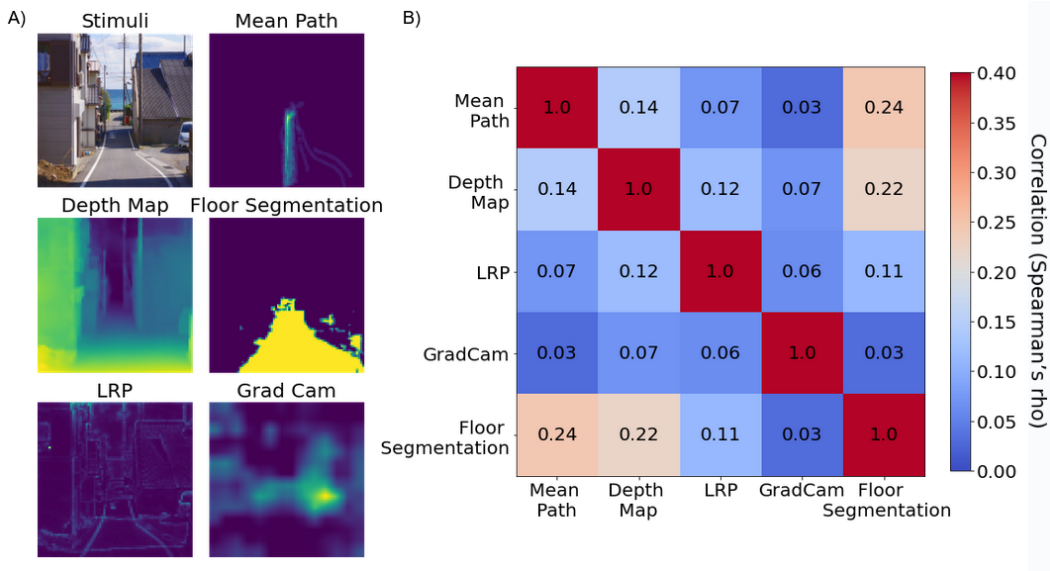 A)
Stimuli
Mean Path
Depth Map
Floor Segmentation
LRP
Grad Cam
B)
Mean
Path
1.0
0.14
0.07
0.03
0.24
Depth
Map
0.14
1.0
0.12
0.07
0.22
LRP
0.07
0.12
1.0
0.06
0.11
GradCam
0.03
0.07
0.06
1.0
0.03
Floor
Segmentation
0.24
0.22
0.11
0.03
1.0
Mean
Path
Depth
Map
LRP
GradCam
Floor
Segmentation
0.40
0.35
0.30
0.25
0.20
0.15
0.10
0.05
0.00
Correlation (Spearman's rho)